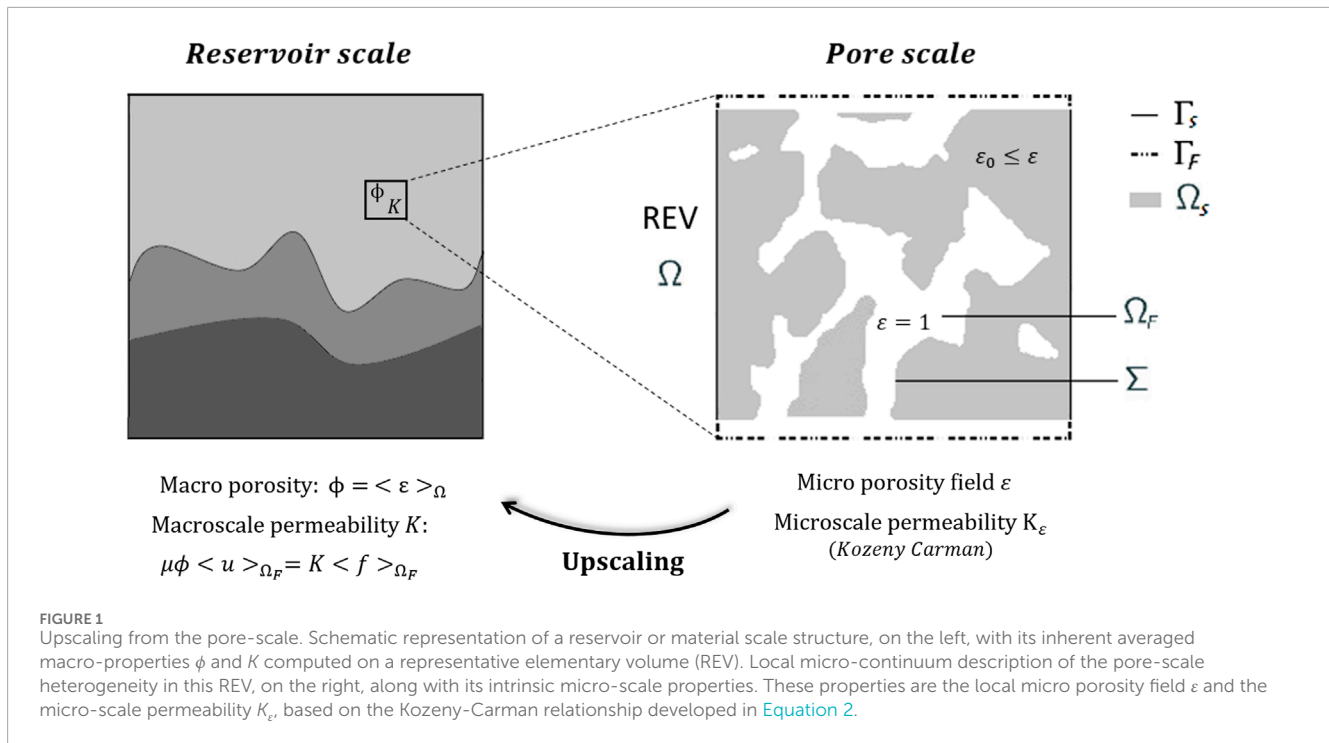 Reservoir scale
Pore scale
ϕ
K
REV
Ω
ε₀ ≤ ε
ε = 1
Γₛ
Γ_F
Ωₛ
Ω_F
Σ
Macro porosity: ϕ = < ε >_Ω
Macroscale permeability K:
μϕ < u >_{Ω_F} = K < f >_{Ω_F}
Upscaling
Micro porosity field ε
Microscale permeability K_ε
(Kozeny Carman)
FIGURE 1
Upscaling from the pore-scale. Schematic representation of a reservoir or material scale structure, on the left, with its inherent averaged
macro-properties ϕ and K computed on a representative elementary volume (REV). Local micro-continuum description of the pore-scale
heterogeneity in this REV, on the right, along with its intrinsic micro-scale properties. These properties are the local micro porosity field ε and the
micro-scale permeability K_ε, based on the Kozeny-Carman relationship developed in Equation 2.